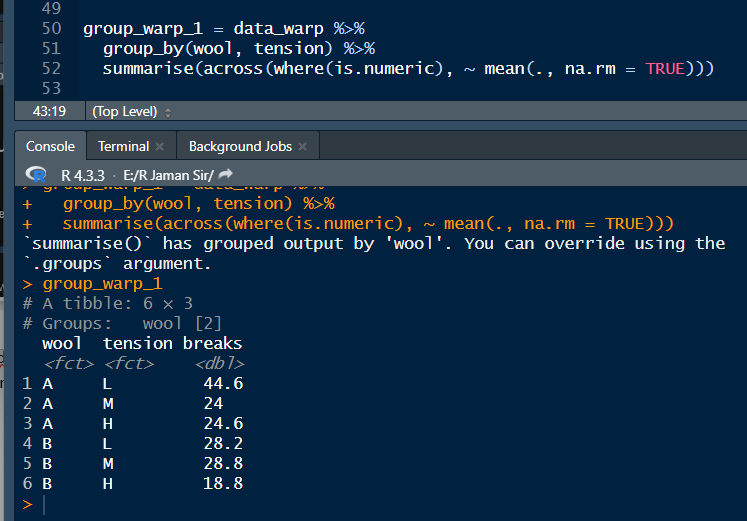 49
50 group_warp_1 = data_warp %>%
51   group_by(wool, tension) %>%
52   summarise(across(where(is.numeric), ~ mean(., na.rm = TRUE)))
53
43:19 (Top Level)
Console Terminal Background Jobs
R 4.3.3 · E:/R Jaman Sir/
> group_warp_1 = data_warp %>%
+   group_by(wool, tension) %>%
+   summarise(across(where(is.numeric), ~ mean(., na.rm = TRUE)))
`summarise()` has grouped output by 'wool'. You can override using the
`.groups` argument.
> group_warp_1
# A tibble: 6 × 3
# Groups:   wool [2]
  wool  tension breaks
  <fct> <fct>    <dbl>
1 A     L         44.6
2 A     M         24
3 A     H         24.6
4 B     L         28.2
5 B     M         28.8
6 B     H         18.8
>